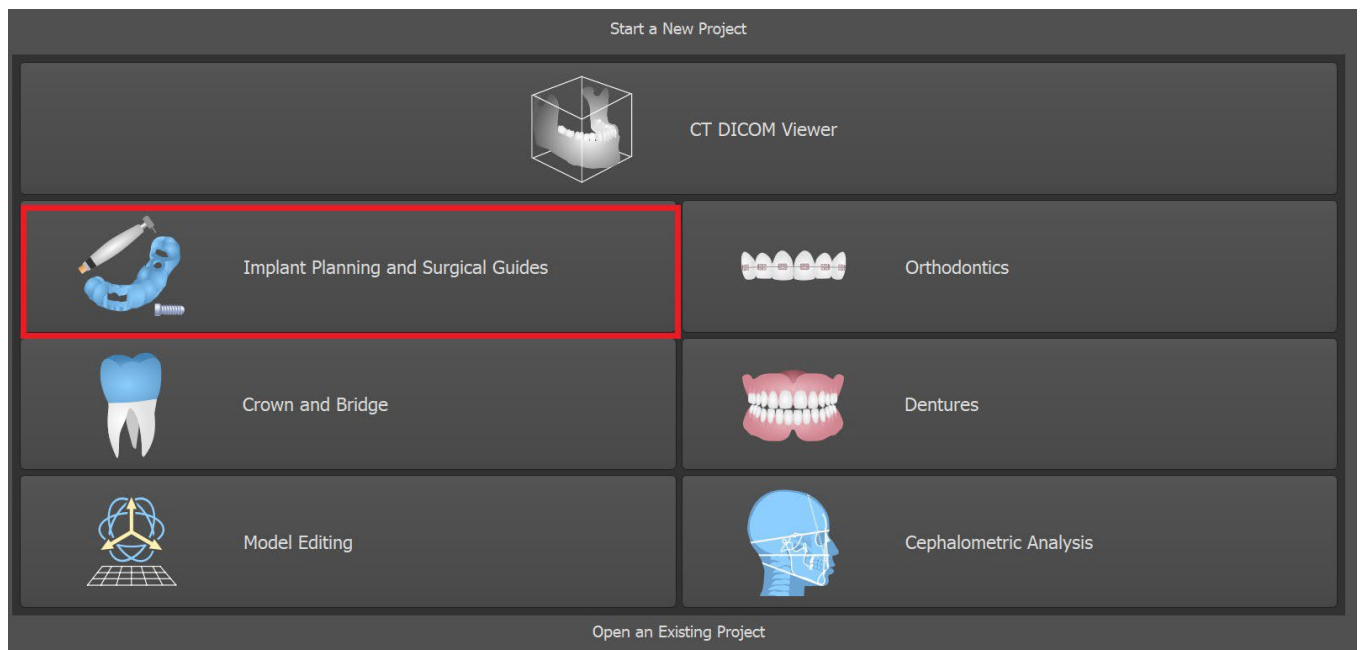 Start a New Project
CT DICOM Viewer
Implant Planning and Surgical Guides
Orthodontics
Crown and Bridge
Dentures
Model Editing
Cephalometric Analysis
Open an Existing Project